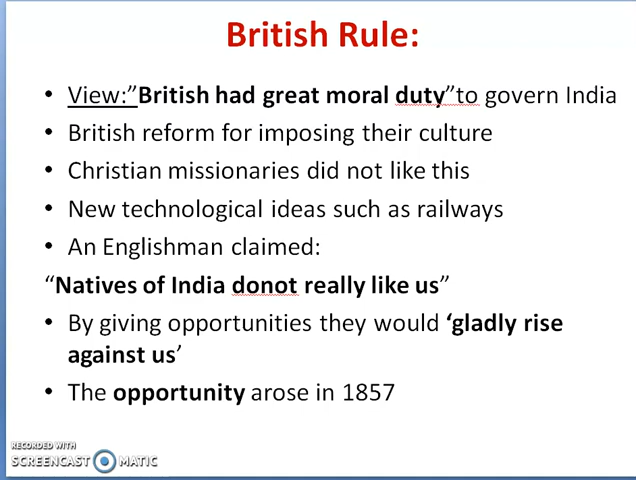 British Rule:
• View:”British had great moral duty”to govern India
• British reform for imposing their culture
• Christian missionaries did not like this
• New technological ideas such as railways
• An Englishman claimed:
“Natives of India donot really like us”
• By giving opportunities they would ‘gladly rise
against us’
• The opportunity arose in 1857
RECORDED WITH
SCREENCAST MATIC